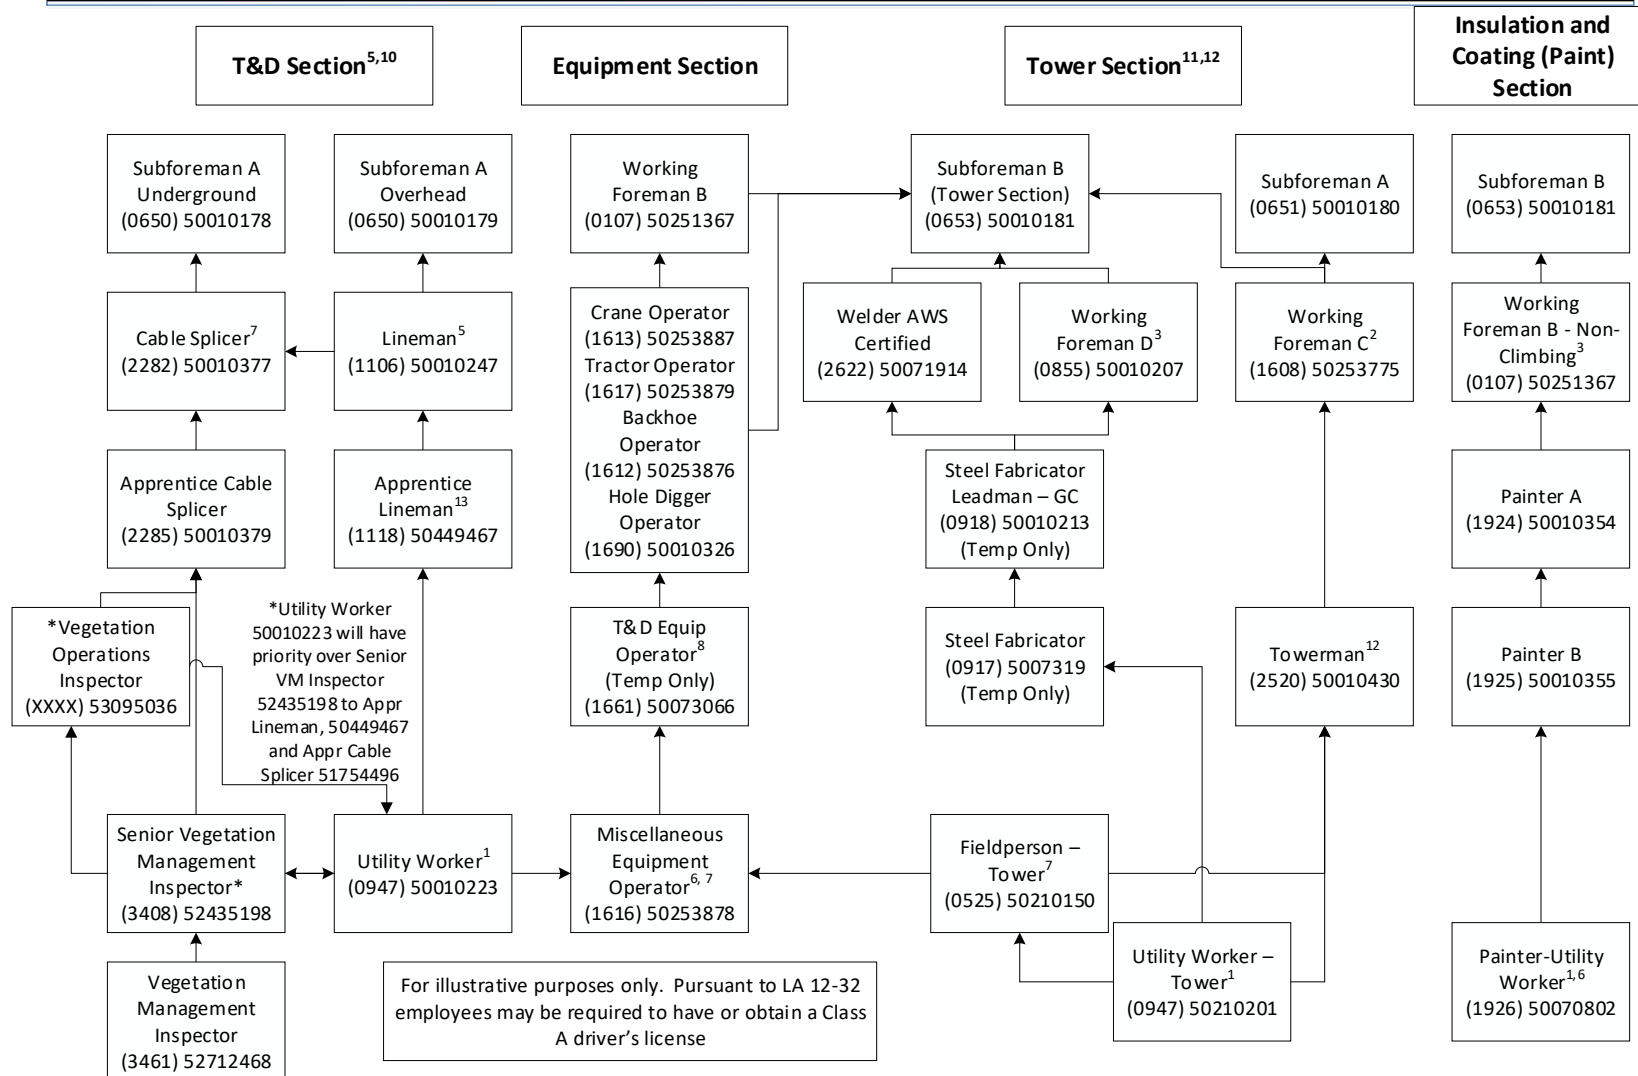 T&D Section5,10
Equipment Section
Tower Section11,12
Insulation and
Coating (Paint)
Section
Subforeman A
Underground
(0650) 50010178
Subforeman A
Overhead
(0650) 50010179
Working
Foreman B
(0107) 50251367
Subforeman B
(Tower Section)
(0653) 50010181
Subforeman A
(0651) 50010180
Subforeman B
(0653) 50010181
Cable Splicer7
(2282) 50010377
Lineman5
(1106) 50010247
Crane Operator
(1613) 50253887
Tractor Operator
(1617) 50253879
Backhoe
Operator
(1612) 50253876
Hole Digger
Operator
(1690) 50010326
Welder AWS
Certified
(2622) 50071914
Working
Foreman D3
(0855) 50010207
Working
Foreman C2
(1608) 50253775
Working
Foreman B - Non-
Climbing3
(0107) 50251367
Apprentice Cable
Splicer
(2285) 50010379
Apprentice
Lineman13
(1118) 50449467
Steel Fabricator
Leadman – GC
(0918) 50010213
(Temp Only)
Painter A
(1924) 50010354
*Vegetation
Operations
Inspector
(XXXX) 53095036
*Utility Worker
50010223 will have
priority over Senior
VM Inspector
52435198 to Appr
Lineman, 50449467
and Appr Cable
Splicer 51754496
T&D Equip
Operator8
(Temp Only)
(1661) 50073066
Steel Fabricator
(0917) 5007319
(Temp Only)
Towerman12
(2520) 50010430
Painter B
(1925) 50010355
Senior Vegetation
Management
Inspector*
(3408) 52435198
Utility Worker1
(0947) 50010223
Miscellaneous
Equipment
Operator6, 7
(1616) 50253878
Fieldperson –
Tower7
(0525) 50210150
Utility Worker –
Tower1
(0947) 50210201
Painter-Utility
Worker1,6
(1926) 50070802
Vegetation
Management
Inspector
(3461) 52712468
For illustrative purposes only. Pursuant to LA 12-32
employees may be required to have or obtain a Class
A driver's license